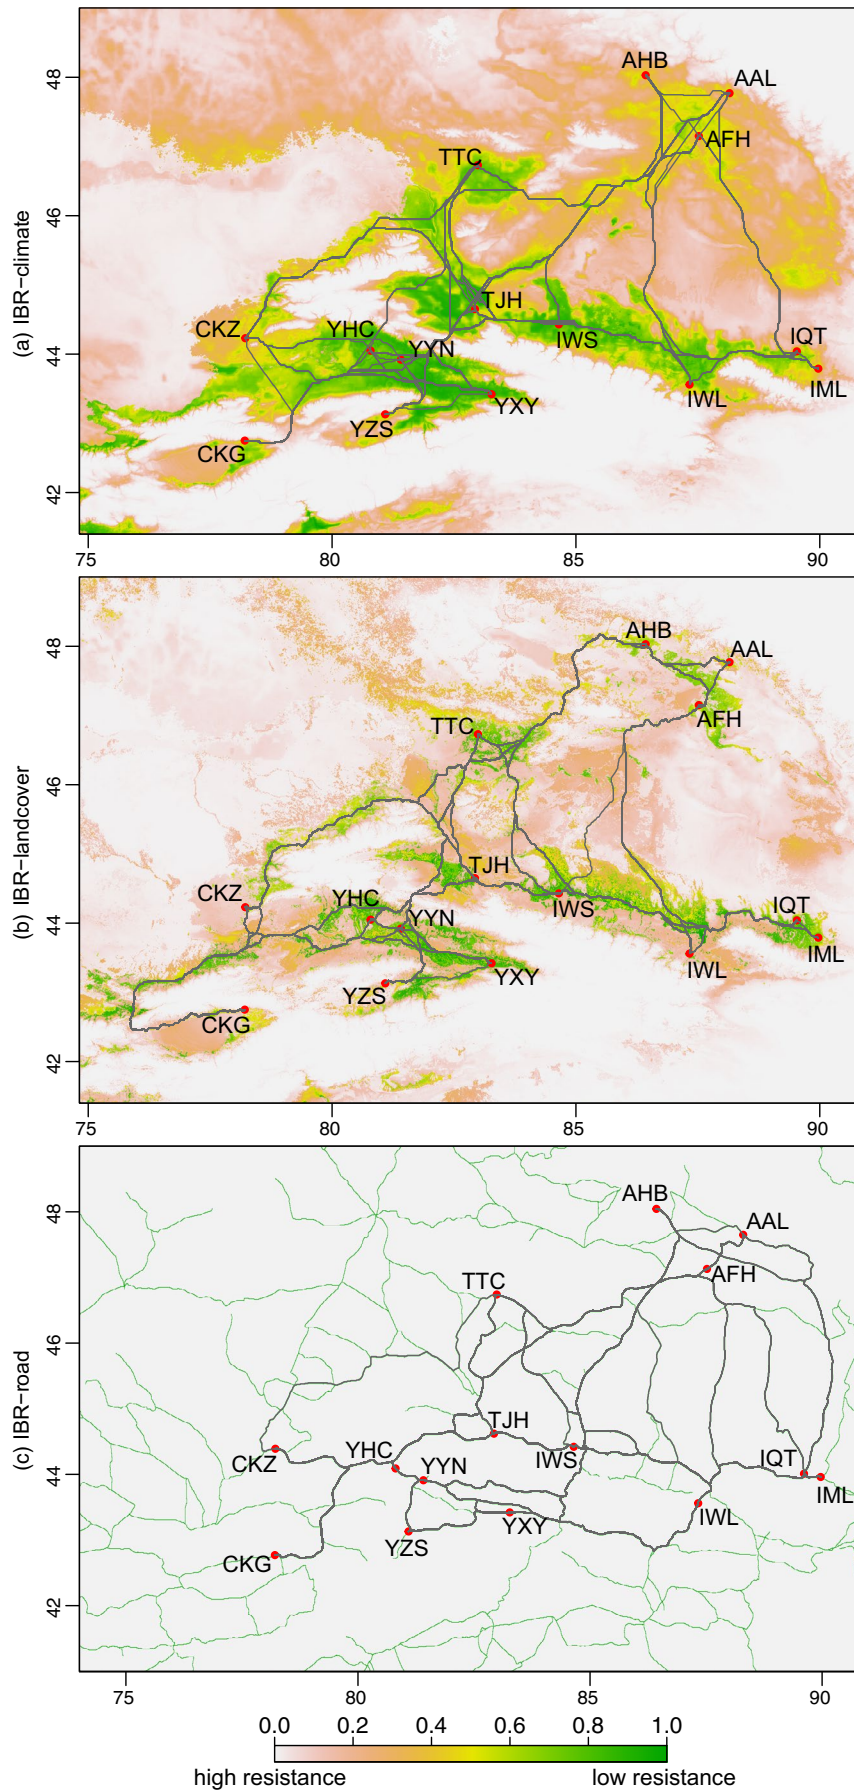 (a) IBR−climate
48
46
44
42
AHB
AAL
AFH
TTC
TJH
CKZ
YHC
YYN
IWS
IQT
IWL
IML
YXY
YZS
CKG
75 80 85 90
(b) IBR−landcover
48
46
44
42
AHB
AAL
AFH
TTC
TJH
CKZ
YHC
YYN
IWS
IQT
IWL
IML
YXY
YZS
CKG
75 80 85 90
(c) IBR−road
48
46
44
42
AHB
AAL
AFH
TTC
TJH
CKZ
YHC
YYN
IWS
IQT
IML
IWL
YXY
YZS
CKG
75 80 85 90
0.0 0.2 0.4 0.6 0.8 1.0
high resistance low resistance